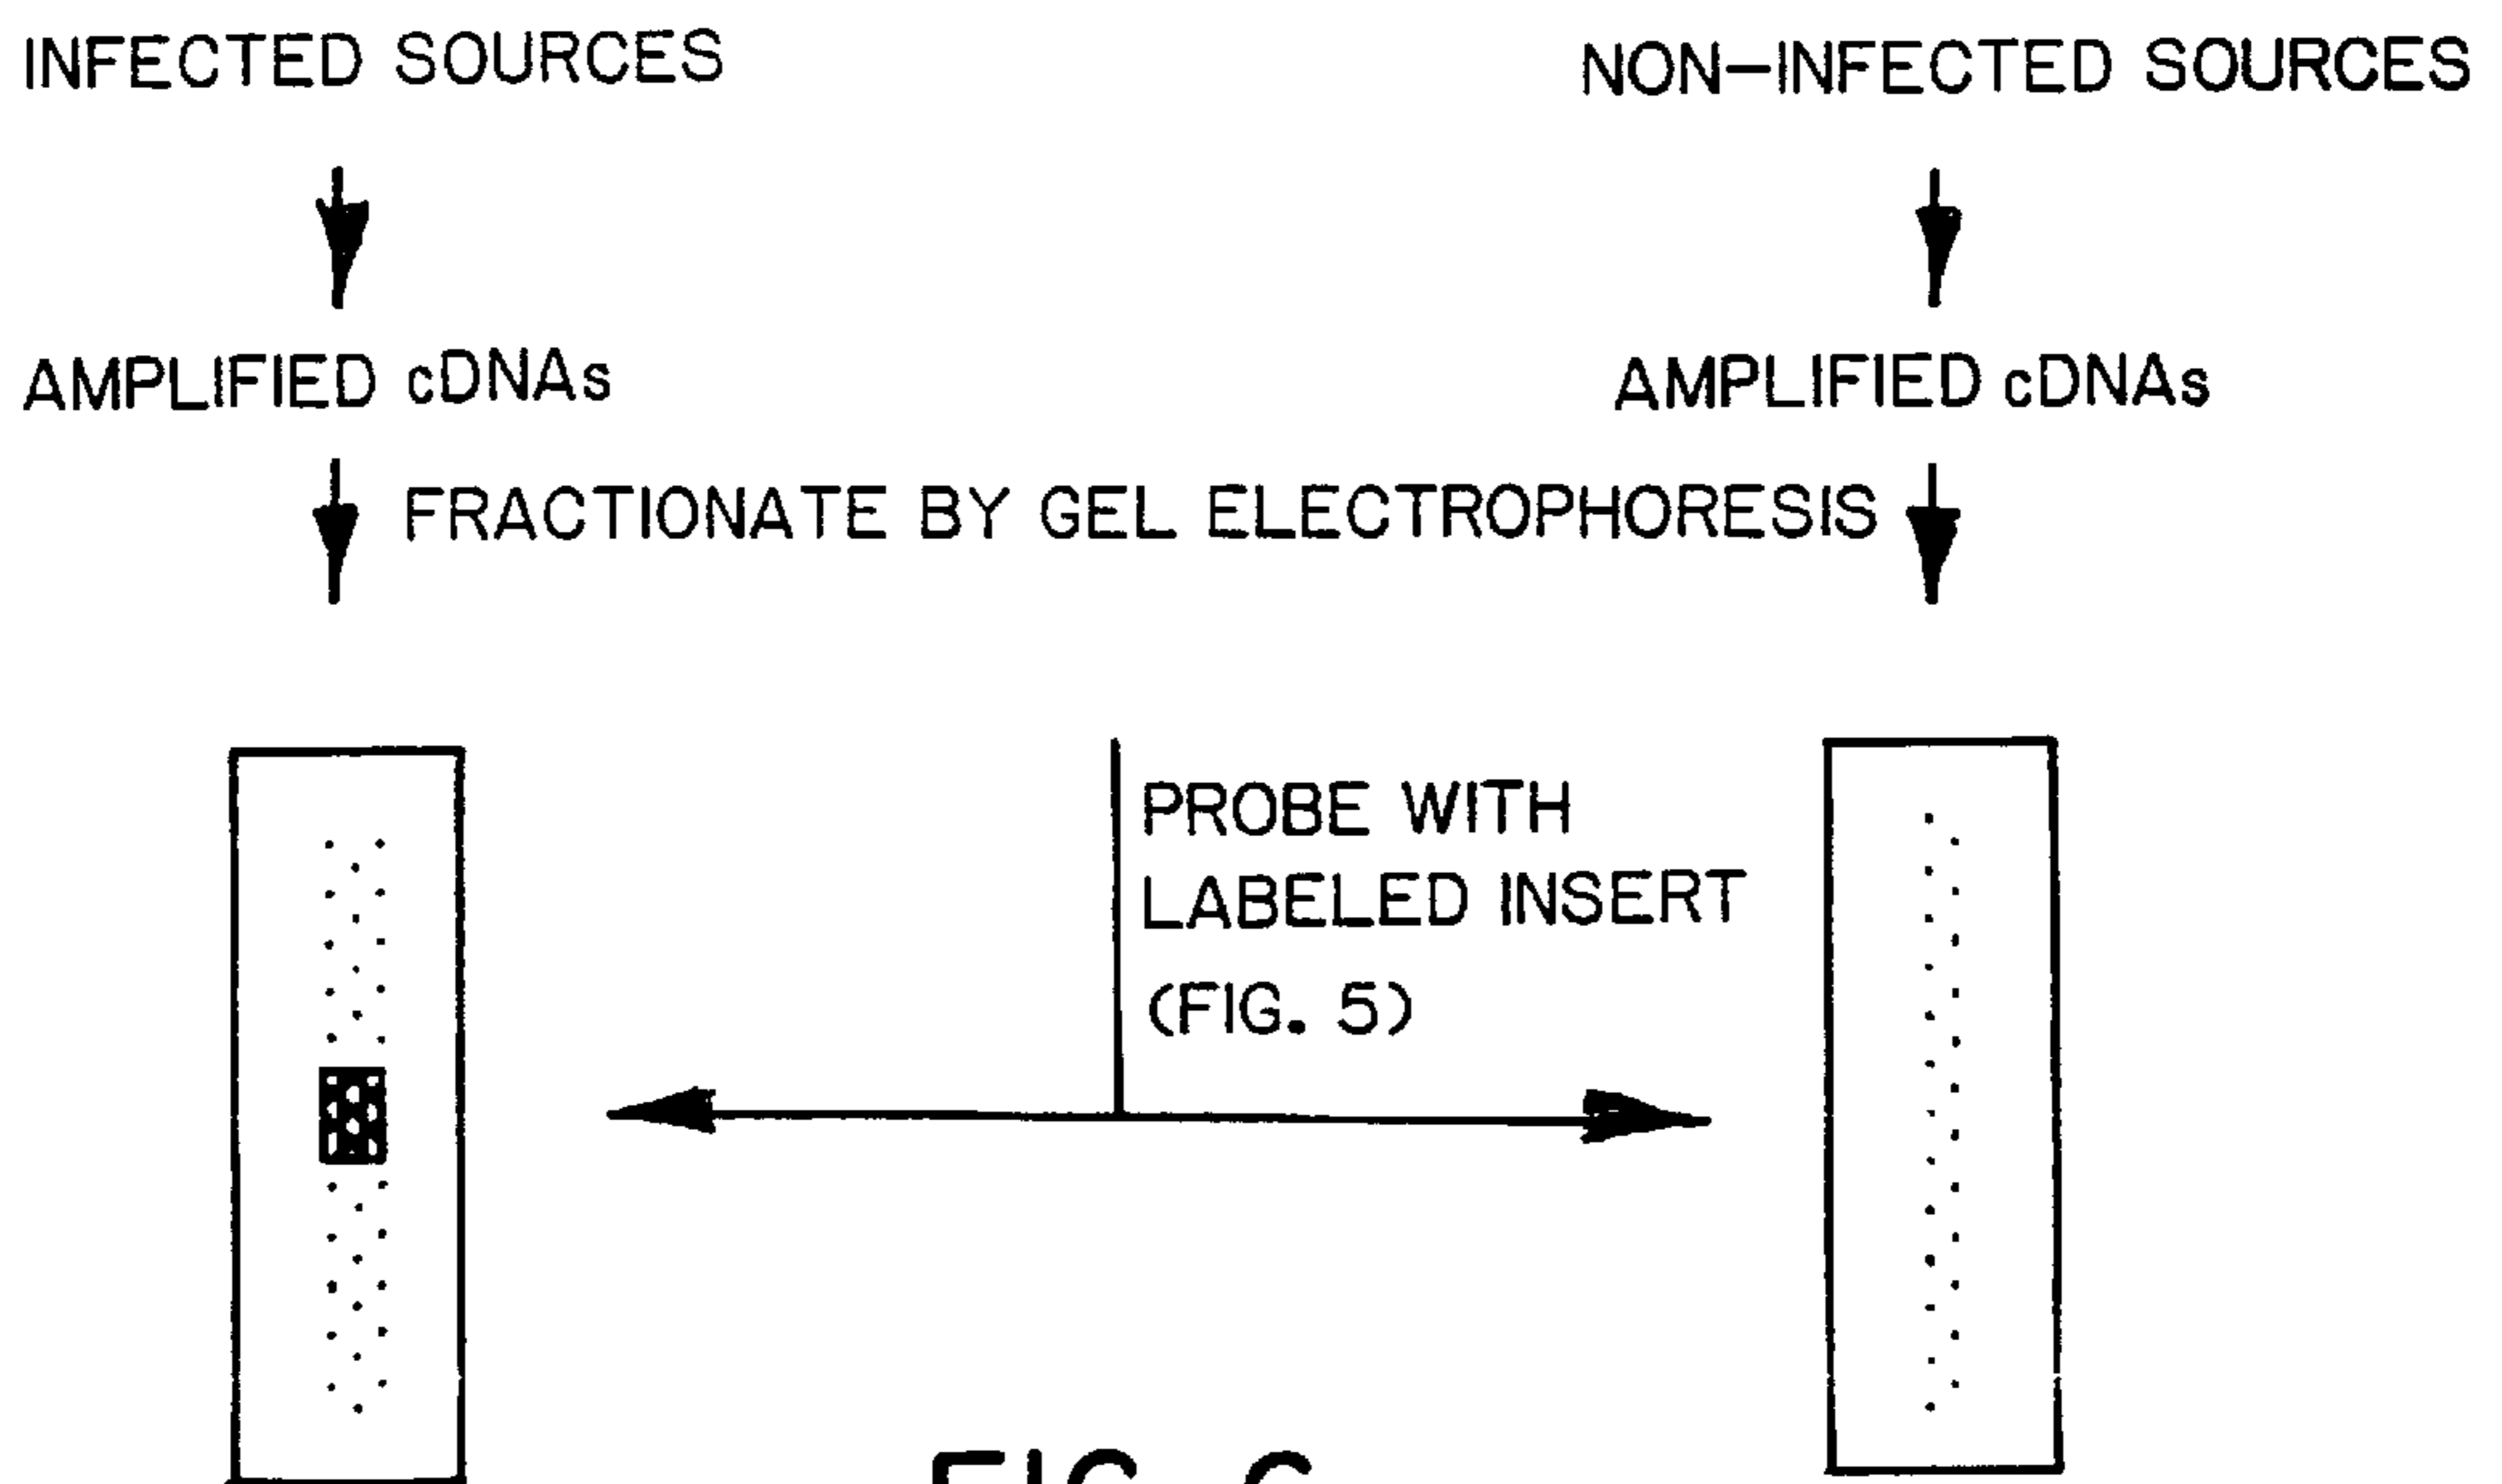 INFECTED SOURCES
NON-INFECTED SOURCES
AMPLIFIED cDNAs
AMPLIFIED cDNAs
FRACTIONATE BY GEL ELECTROPHORESIS
PROBE WITH
LABELED INSERT
(FIG. 5)
FIG.